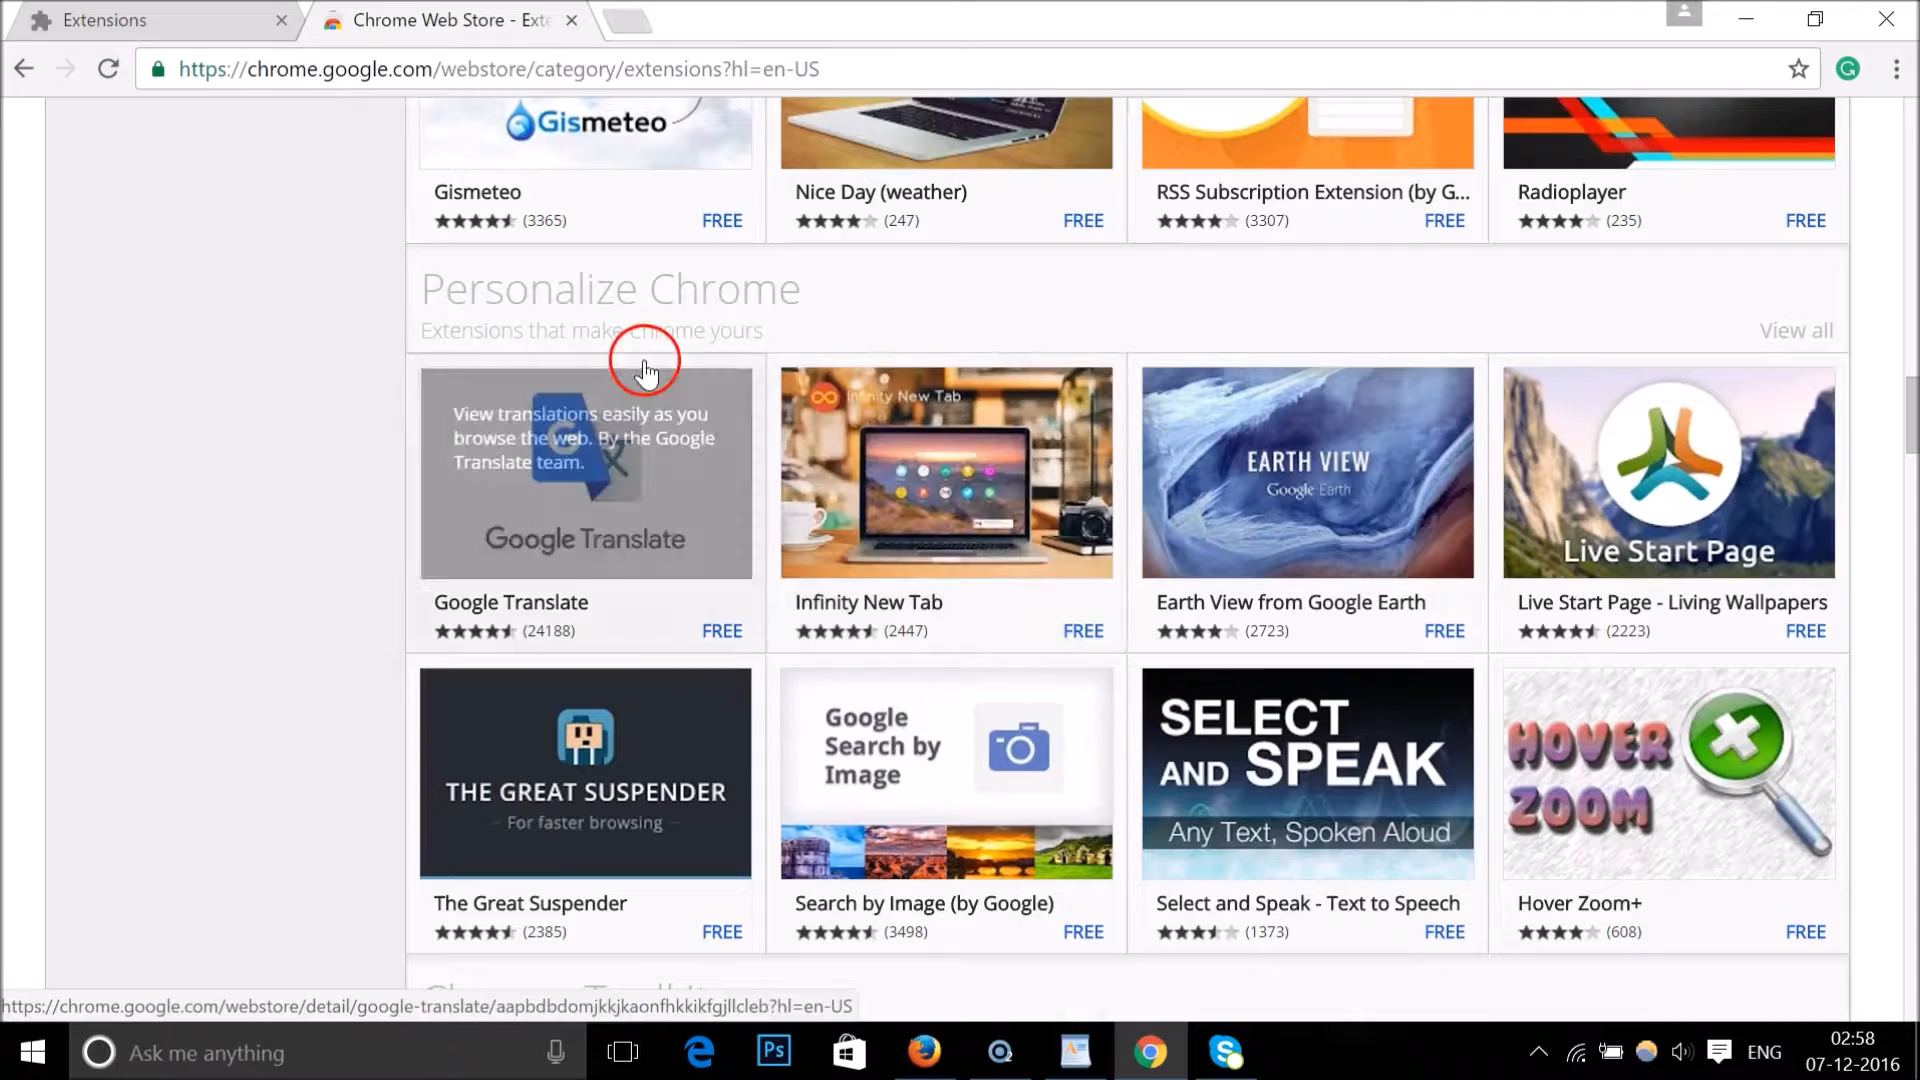 Extensions
Chrome Web Store - Exte
https://chrome.google.com/webstore/category/extensions?hl=en-US
Gismeteo
Gismeteo
(3365)
FREE
Nice Day (weather)
(247)
FREE
RSS Subscription Extension (by G...
(3307)
FREE
Radioplayer
(235)
FREE
Personalize Chrome
Extensions that make chrome yours
View all
View translations easily as you
browse the web. By the Google
Translate team.
Google Translate
Google Translate
(24188)
FREE
Infinity New Tab
Infinity New Tab
(2447)
FREE
EARTH VIEW
Google Earth
Earth View from Google Earth
(2723)
FREE
Live Start Page
Live Start Page - Living Wallpapers
(2223)
FREE
THE GREAT SUSPENDER
For faster browsing
The Great Suspender
(2385)
FREE
Google
Search by
Image
Search by Image (by Google)
(3498)
FREE
SELECT
AND SPEAK
Any Text, Spoken Aloud
Select and Speak - Text to Speech
(1373)
FREE
HOVER
ZOOM
Hover Zoom+
(608)
FREE
https://chrome.google.com/webstore/detail/google-translate/aapbdbdomjkkjkaonfhkkikfgjllcleb?hl=en-US
Ask me anything
Ps
ENG
02:58
07-12-2016